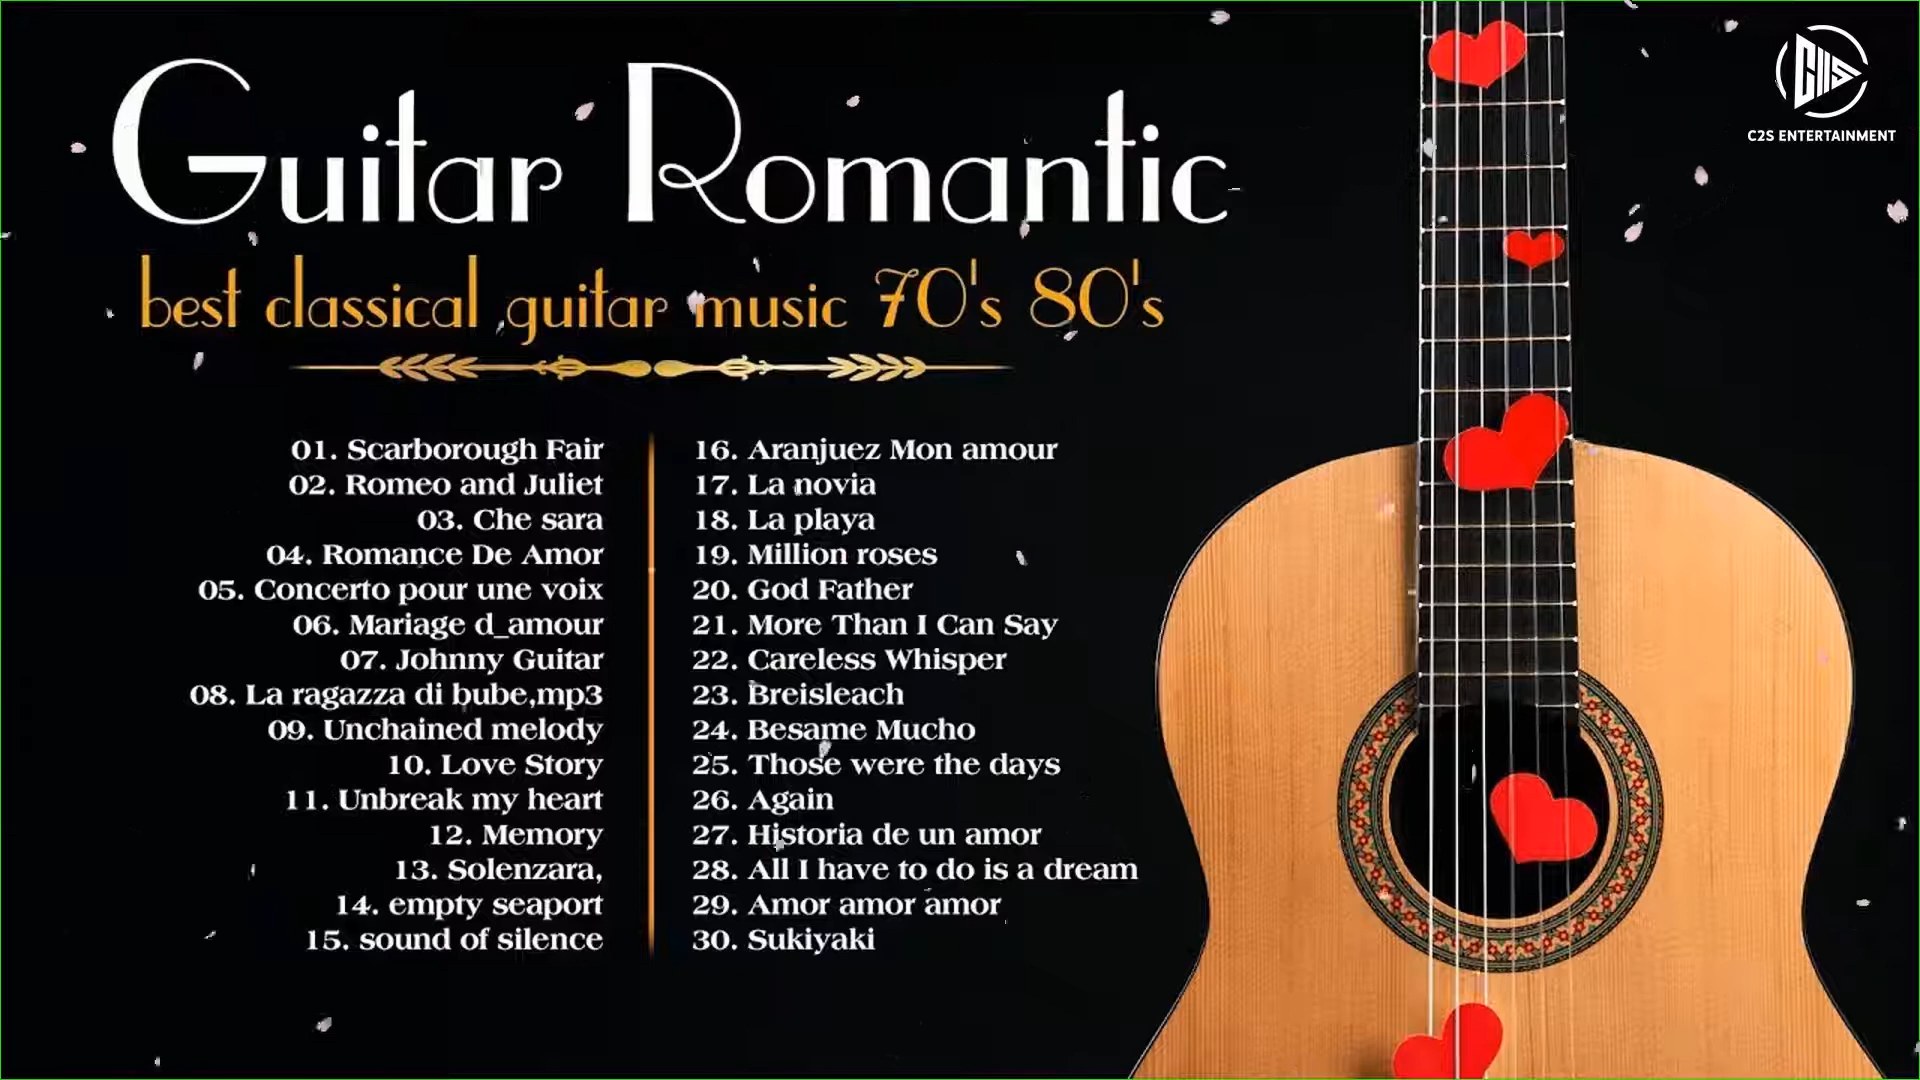 Guitar Romantic
best classical guitar music 70's 80's
01. Scarborough Fair
02. Romeo and Juliet
03. Che sara
04. Romance De Amor
05. Concerto pour une voix
06. Mariage d_amour
07. Johnny Guitar
08. La ragazza di bube,mp3
09. Unchained melody
10. Love Story
11. Unbreak my heart
12. Memory
13. Solenzara,
14. empty seaport
15. sound of silence
16. Aranjuez Mon amour
17. La novia
18. La playa
19. Million roses
20. God Father
21. More Than I Can Say
22. Careless Whisper
23. Breisleach
24. Besame Mucho
25. Those were the days
26. Again
27. Historia de un amor
28. All I have to do is a dream
29. Amor amor amor
30. Sukiyaki
C2S
C2S ENTERTAINMENT